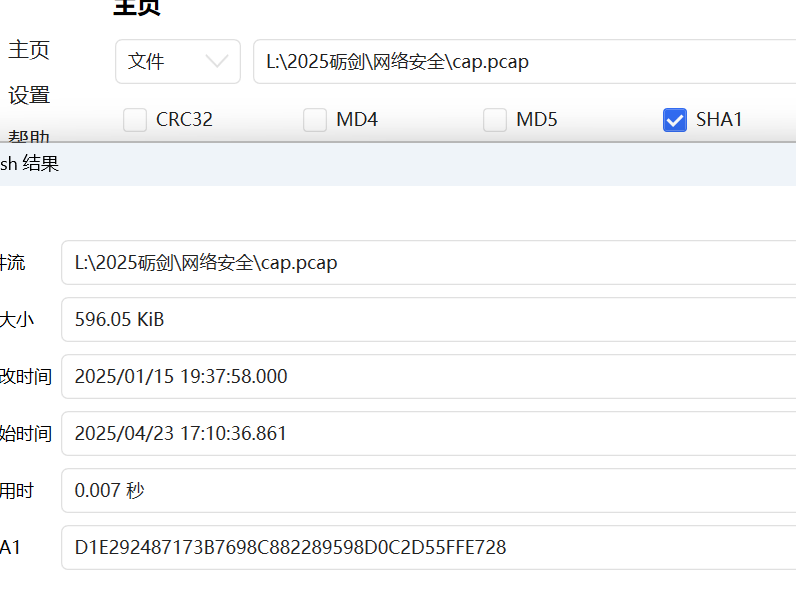 主页
主页
文件
L:\2025砺剑\网络安全\cap.pcap
设置
CRC32
MD4
MD5
SHA1
帮助
sh 结果
件流
L:\2025砺剑\网络安全\cap.pcap
大小
596.05 KiB
改时间
2025/01/15 19:37:58.000
始时间
2025/04/23 17:10:36.861
用时
0.007 秒
A1
D1E292487173B7698C882289598D0C2D55FFE728